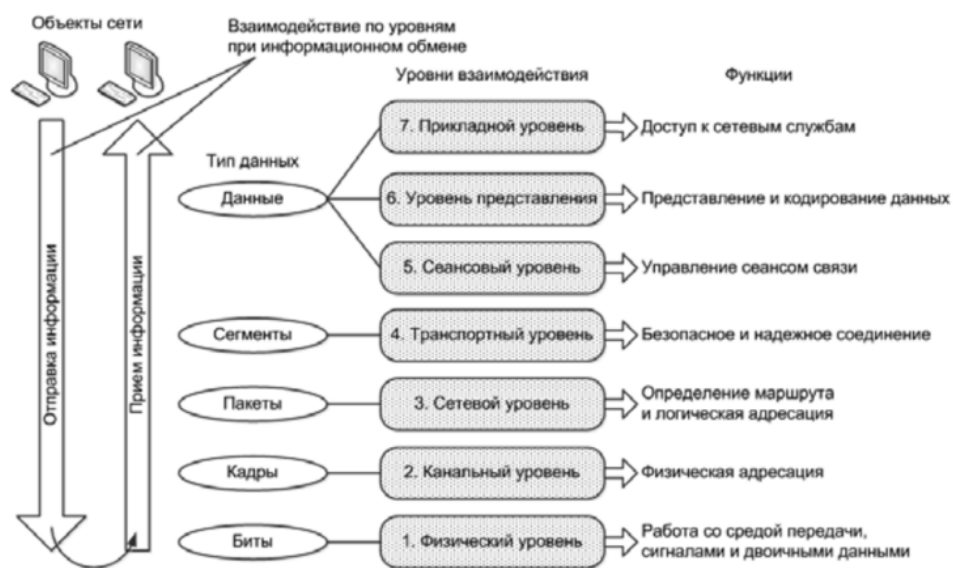 Объекты сети
Взаимодействие по уровням
при информационном обмене
Уровни взаимодействия
Функции
Тип данных
Отправка информации
Прием информации
Данные
7. Прикладной уровень
Доступ к сетевым службам
6. Уровень представления
Представление и кодирование данных
5. Сеансовый уровень
Управление сеансом связи
Сегменты
4. Транспортный уровень
Безопасное и надежное соединение
Пакеты
3. Сетевой уровень
Определение маршрута
и логическая адресация
Кадры
2. Канальный уровень
Физическая адресация
Биты
1. Физический уровень
Работа со средой передачи,
сигналами и двоичными данными